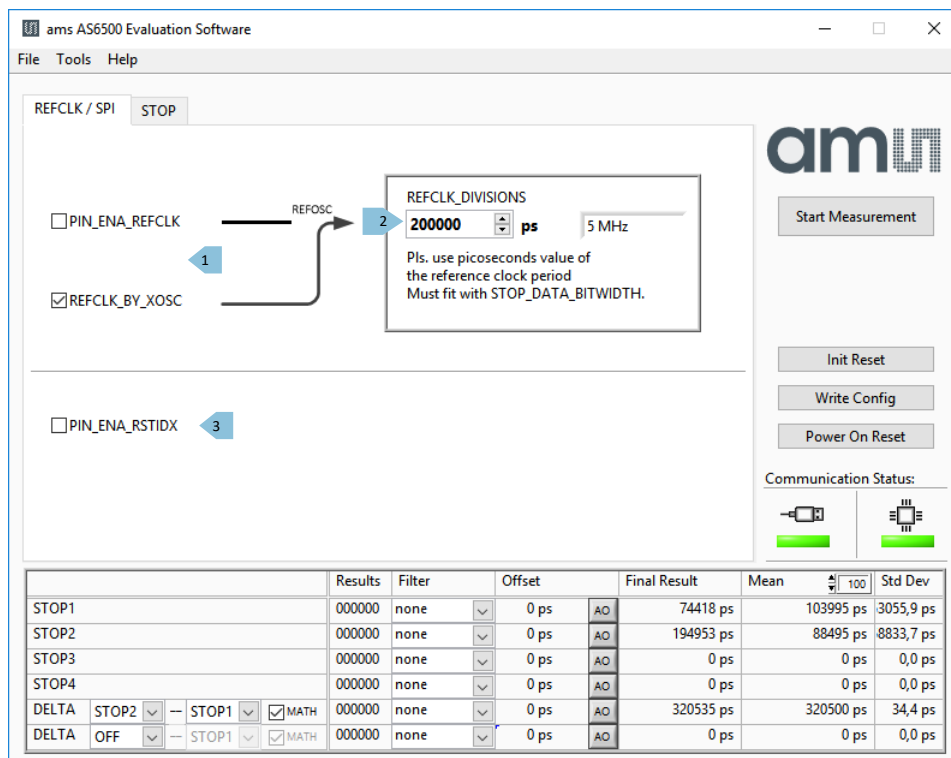 ams AS6500 Evaluation Software
File Tools Help
REFCLK / SPI STOP
amu
PIN_ENA_REFCLK
REFOSC
1
REFCLK_BY_XOSC
2
REFCLK_DIVISIONS
200000 ps 5 MHz
Pls. use picoseconds value of
the reference clock period
Must fit with STOP_DATA_BITWIDTH.
Start Measurement
Init Reset
Write Config
Power On Reset
PIN_ENA_RSTIDX 3
Communication Status:
Results Filter Offset Final Result Mean 100 Std Dev
STOP1 000000 none 0 ps AO 74418 ps 103995 ps 3055,9 ps
STOP2 000000 none 0 ps AO 194953 ps 88495 ps 8833,7 ps
STOP3 000000 none 0 ps AO 0 ps 0 ps 0,0 ps
STOP4 000000 none 0 ps AO 0 ps 0 ps 0,0 ps
DELTA STOP2 -- STOP1 MATH 000000 none 0 ps AO 320535 ps 320500 ps 34,4 ps
DELTA OFF -- STOP1 MATH 000000 none 0 ps AO 0 ps 0 ps 0,0 ps